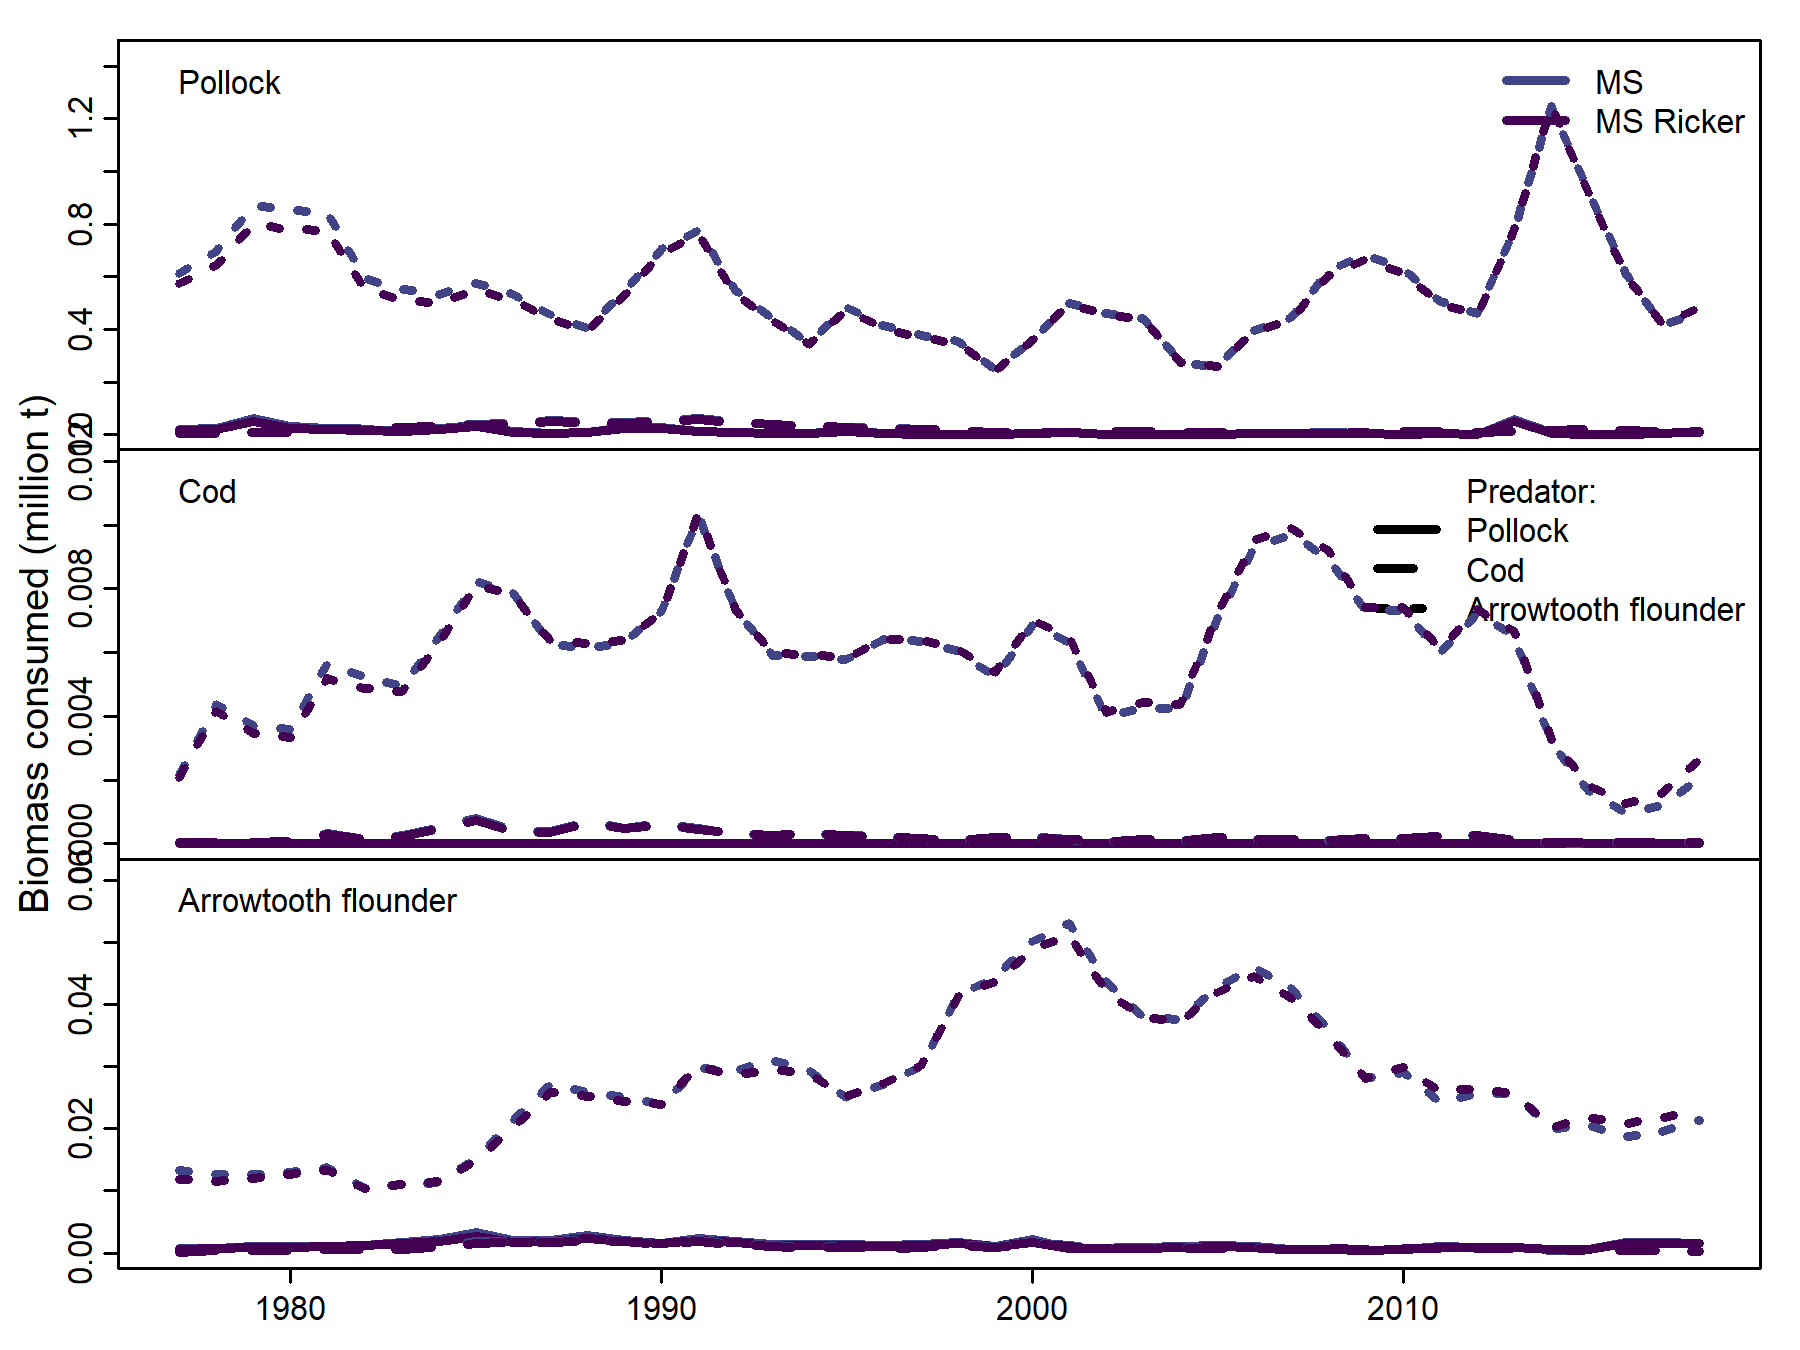 Biomass consumed (million t)
Pollock
MS
MS Ricker
1.2
0.8
0.4
Cod
Predator:
Pollock
Cod
Arrowtooth flounder
0.008
0.004
Arrowtooth flounder
0.04
0.02
0.00
1980 1990 2000 2010